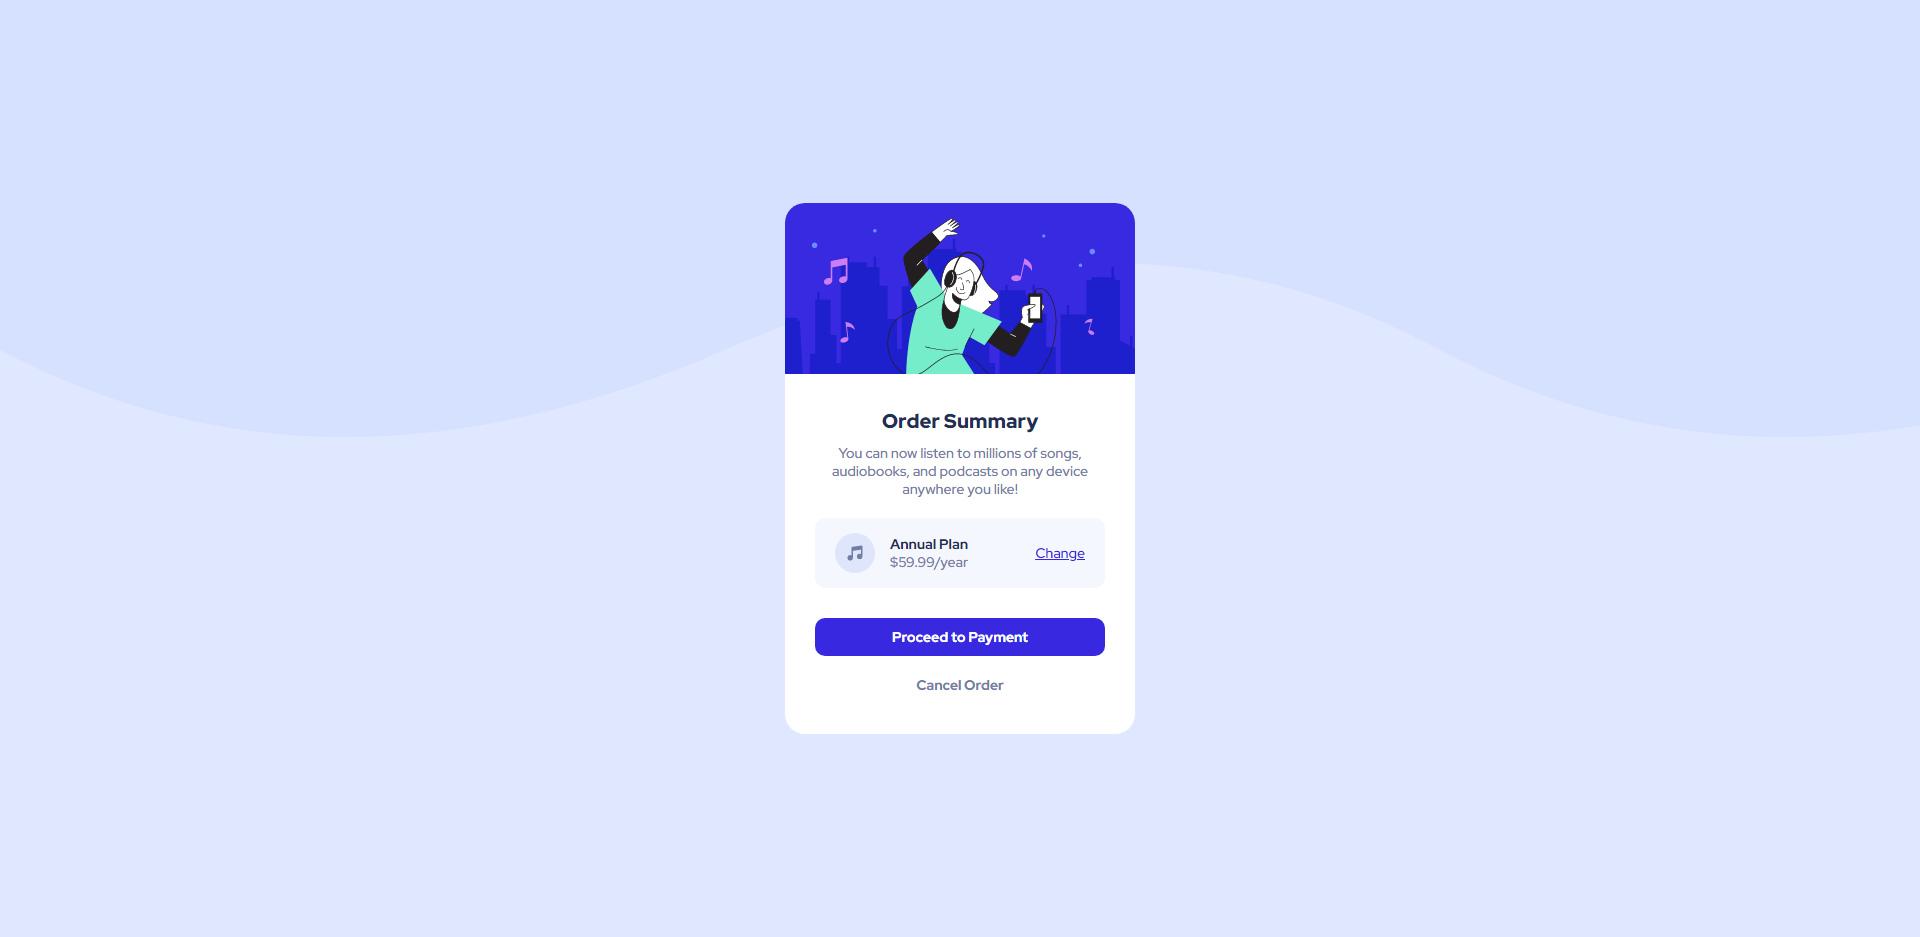 Order Summary
You can now listen to millions of songs,
audiobooks, and podcasts on any device
anywhere you like!
Annual Plan
$59.99/year
Change
Proceed to Payment
Cancel Order